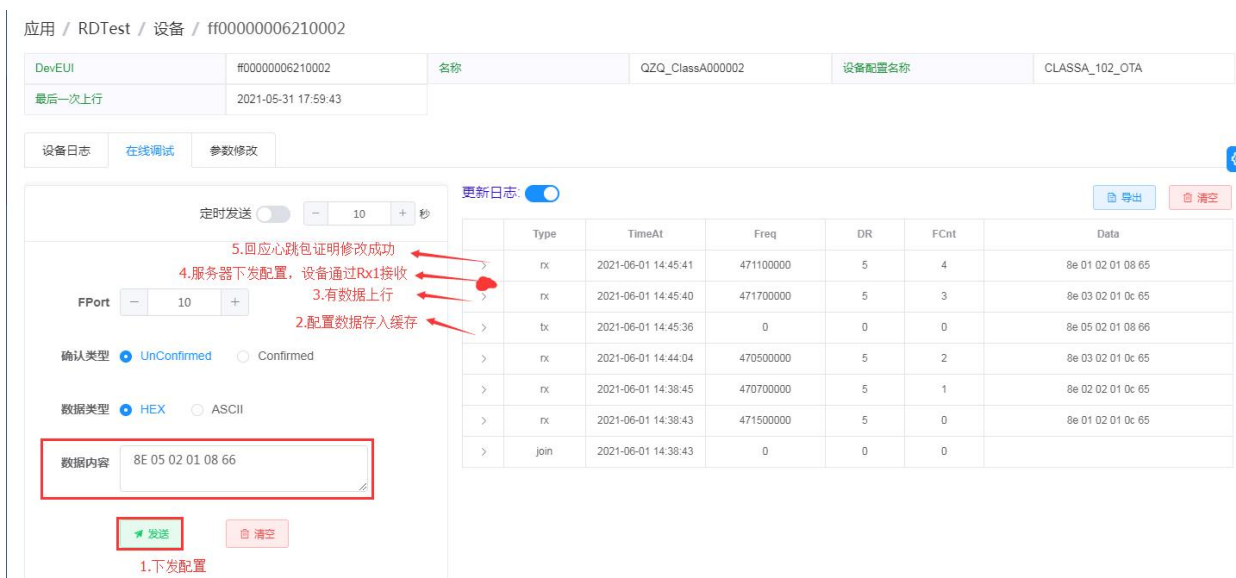 应用 / RDTest / 设备 / ff00000006210002
DevEUI ff00000006210002 名称 QZQ_ClassA000002 设备配置名称 CLASSA_102_OTA
最后一次上行 2021-05-31 17:59:43
设备日志 在线调试 参数修改
更新日志: 导出 清空
定时发送 − 10 + 秒
Type TimeAt Freq DR FCnt Data
5.回应心跳包证明修改成功
> rx 2021-06-01 14:45:41 471100000 5 4 8e 01 02 01 08 65
4.服务器下发配置，设备通过Rx1接收
3.有数据上行
> rx 2021-06-01 14:45:40 471700000 5 3 8e 03 02 01 0c 65
FPort − 10 +
2.配置数据存入缓存
> tx 2021-06-01 14:45:36 0 0 0 8e 05 02 01 08 66
确认类型 UnConfirmed Confirmed
> rx 2021-06-01 14:44:04 470500000 5 2 8e 03 02 01 0c 65
> rx 2021-06-01 14:38:45 470700000 5 1 8e 02 02 01 0c 65
数据类型 HEX ASCII
> rx 2021-06-01 14:38:43 471500000 5 0 8e 01 02 01 0c 65
> join 2021-06-01 14:38:43 0 0 0
数据内容 8E 05 02 01 08 66
发送 清空
1.下发配置